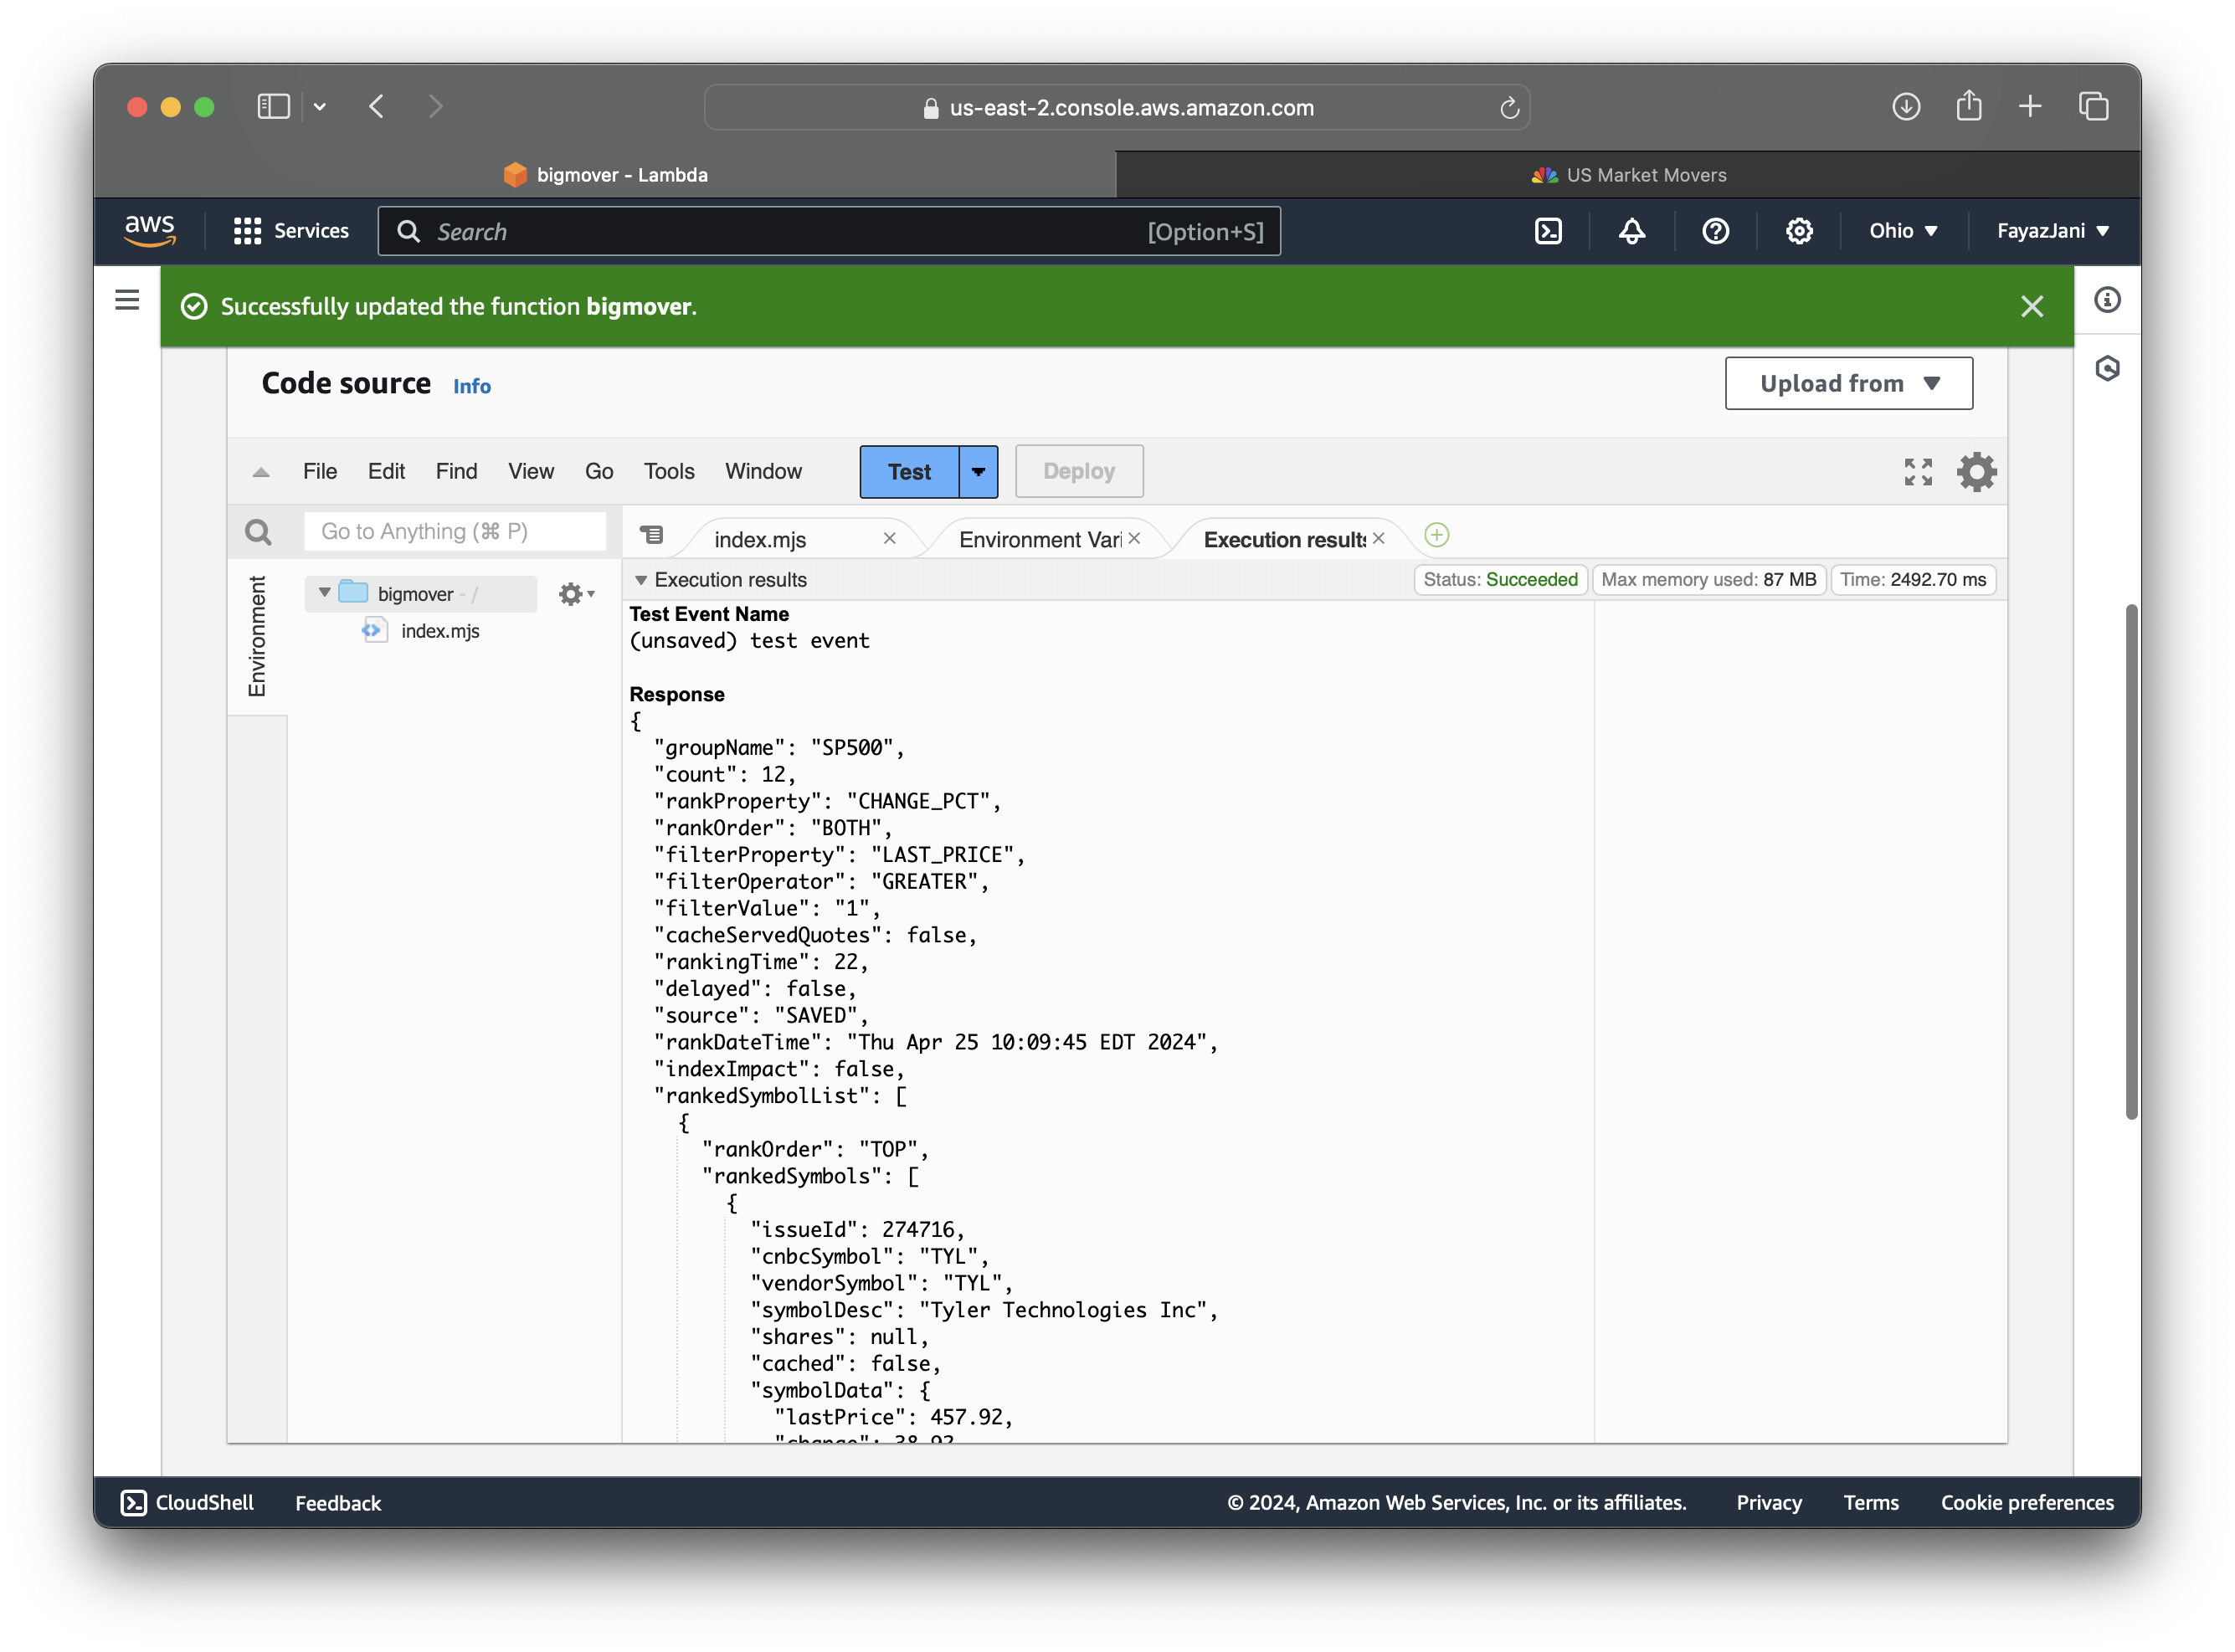 us-east-2.console.aws.amazon.com
bigmover - Lambda
US Market Movers
aws
Services
Search
[Option+S]
Ohio
FayazJani
Successfully updated the function bigmover.
Code source Info
Upload from
File Edit Find View Go Tools Window
Test
Deploy
Go to Anything (⌘ P)
index.mjs
Environment Vari
Execution results
Environment
bigmover - /
index.mjs
Execution results
Status: Succeeded
Max memory used: 87 MB
Time: 2492.70 ms
Test Event Name
(unsaved) test event
Response
{
"groupName": "SP500",
"count": 12,
"rankProperty": "CHANGE_PCT",
"rankOrder": "BOTH",
"filterProperty": "LAST_PRICE",
"filterOperator": "GREATER",
"filterValue": "1",
"cacheServedQuotes": false,
"rankingTime": 22,
"delayed": false,
"source": "SAVED",
"rankDateTime": "Thu Apr 25 10:09:45 EDT 2024",
"indexImpact": false,
"rankedSymbolList": [
{
"rankOrder": "TOP",
"rankedSymbols": [
{
"issueId": 274716,
"cnbcSymbol": "TYL",
"vendorSymbol": "TYL",
"symbolDesc": "Tyler Technologies Inc",
"shares": null,
"cached": false,
"symbolData": {
"lastPrice": 457.92,
"change": 38.92
CloudShell
Feedback
© 2024, Amazon Web Services, Inc. or its affiliates.
Privacy
Terms
Cookie preferences